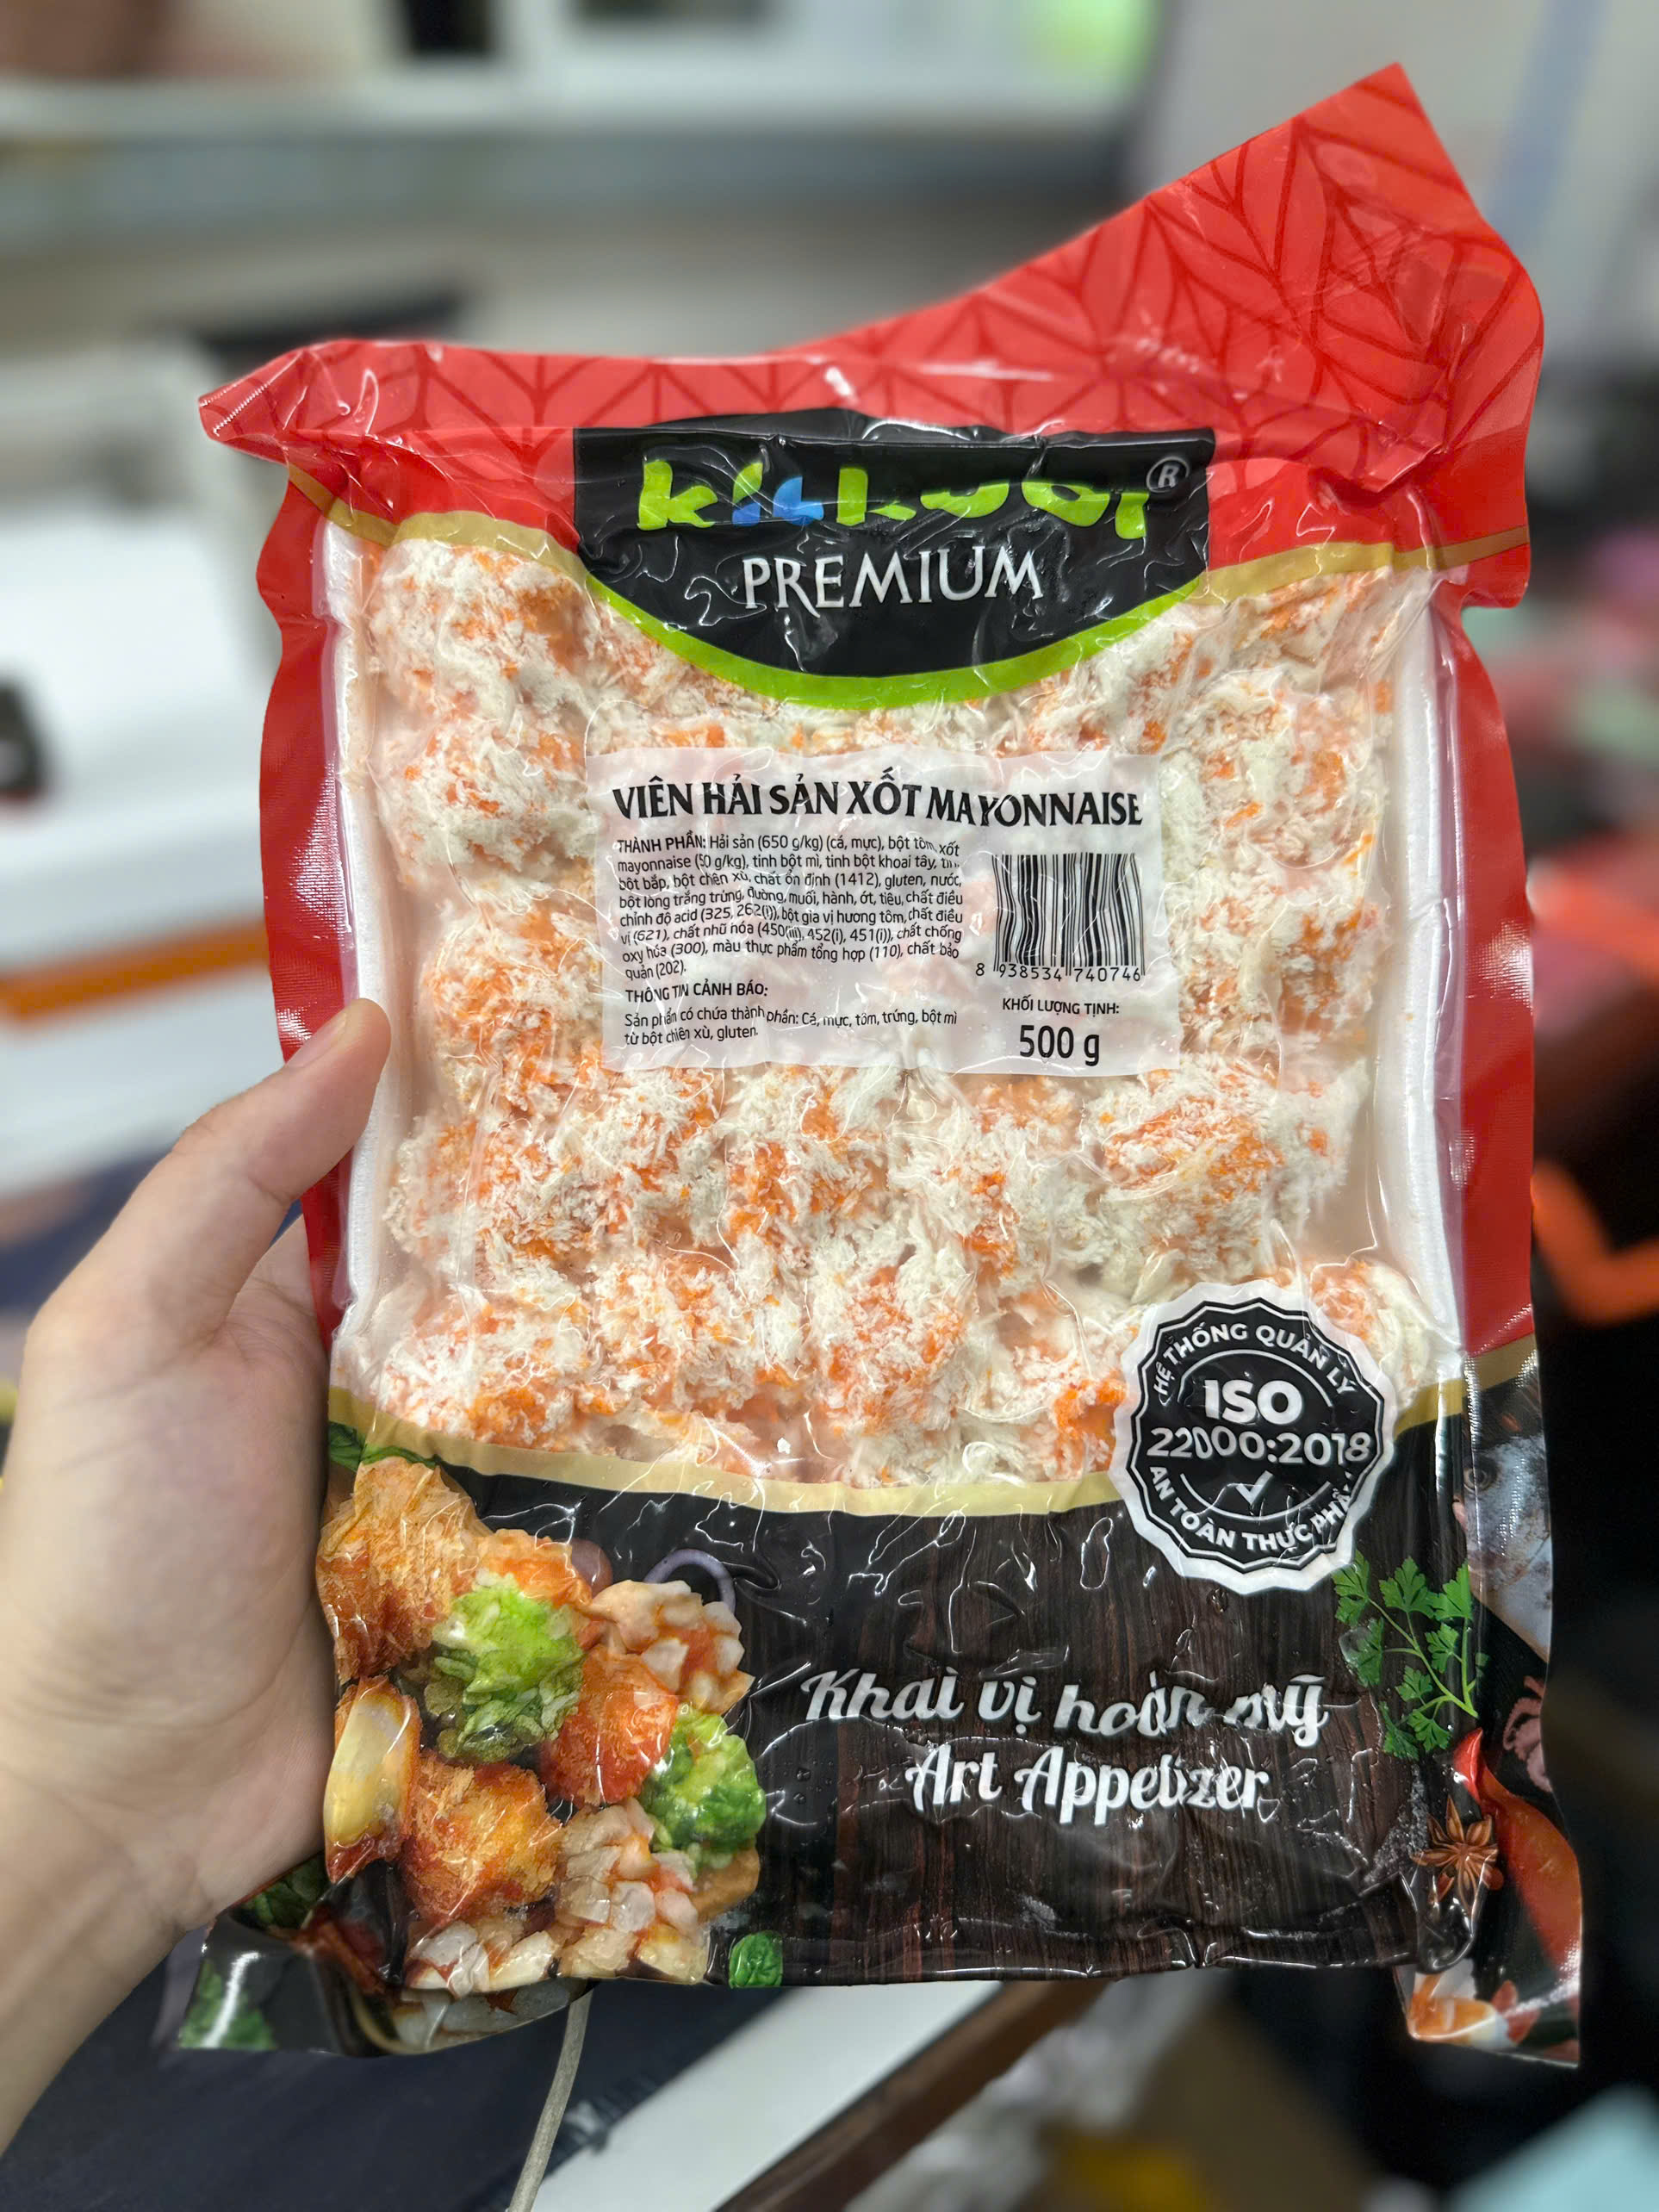 PREMIUM
VIÊN HẢI SẢN XỐT MAYONNAISE
THÀNH PHẦN: Hải sản (650 g/kg) (cá, mực), bột tôm, xốt
mayonnaise (50 g/kg), tinh bột mì, tinh bột khoai tây,
bột bắp, bột chiên xù, chất ổn định (1412), gluten, nước,
bột lòng trắng trứng, đường, muối, hành, ớt, tiêu, chất điều
chỉnh độ acid (325, 262(i)), bột gia vị hương tôm, chất điều
vị (621), chất nhũ hóa (450(iii), 452(i), 451(i)), chất chống
oxy hóa (300), màu thực phẩm tổng hợp (110), chất bảo
quản (202).
THÔNG TIN CẢNH BÁO:
Sản phẩm có chứa thành phần: Cá, mực, tôm, trứng, bột mì
từ bột chiên xù, gluten.
8 938534 740746
KHỐI LƯỢNG TỊNH:
500 g
HỆ THỐNG QUẢN LÝ
ISO
22000:2018
AN TOÀN THỰC PHẨM
Khai vị hoàn mỹ
Art Appetizer